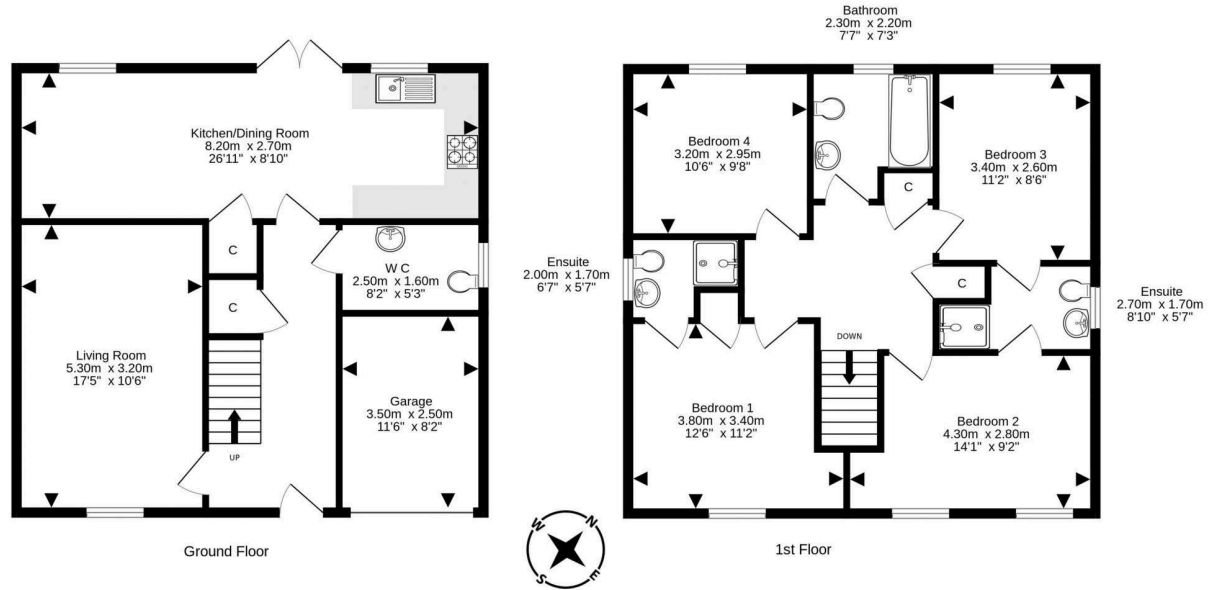 Kitchen/Dining Room
8.20m x 2.70m
26'11" x 8'10"
C
C
W C
2.50m x 1.60m
8'2" x 5'3"
Living Room
5.30m x 3.20m
17'5" x 10'6"
UP
Garage
3.50m x 2.50m
11'6" x 8'2"
Ground Floor
Bathroom
2.30m x 2.20m
7'7" x 7'3"
Bedroom 4
3.20m x 2.95m
10'6" x 9'8"
Bedroom 3
3.40m x 2.60m
11'2" x 8'6"
C
C
Ensuite
2.00m x 1.70m
6'7" x 5'7"
Ensuite
2.70m x 1.70m
8'10" x 5'7"
DOWN
Bedroom 1
3.80m x 3.40m
12'6" x 11'2"
Bedroom 2
4.30m x 2.80m
14'1" x 9'2"
1st Floor
W
N
S
E